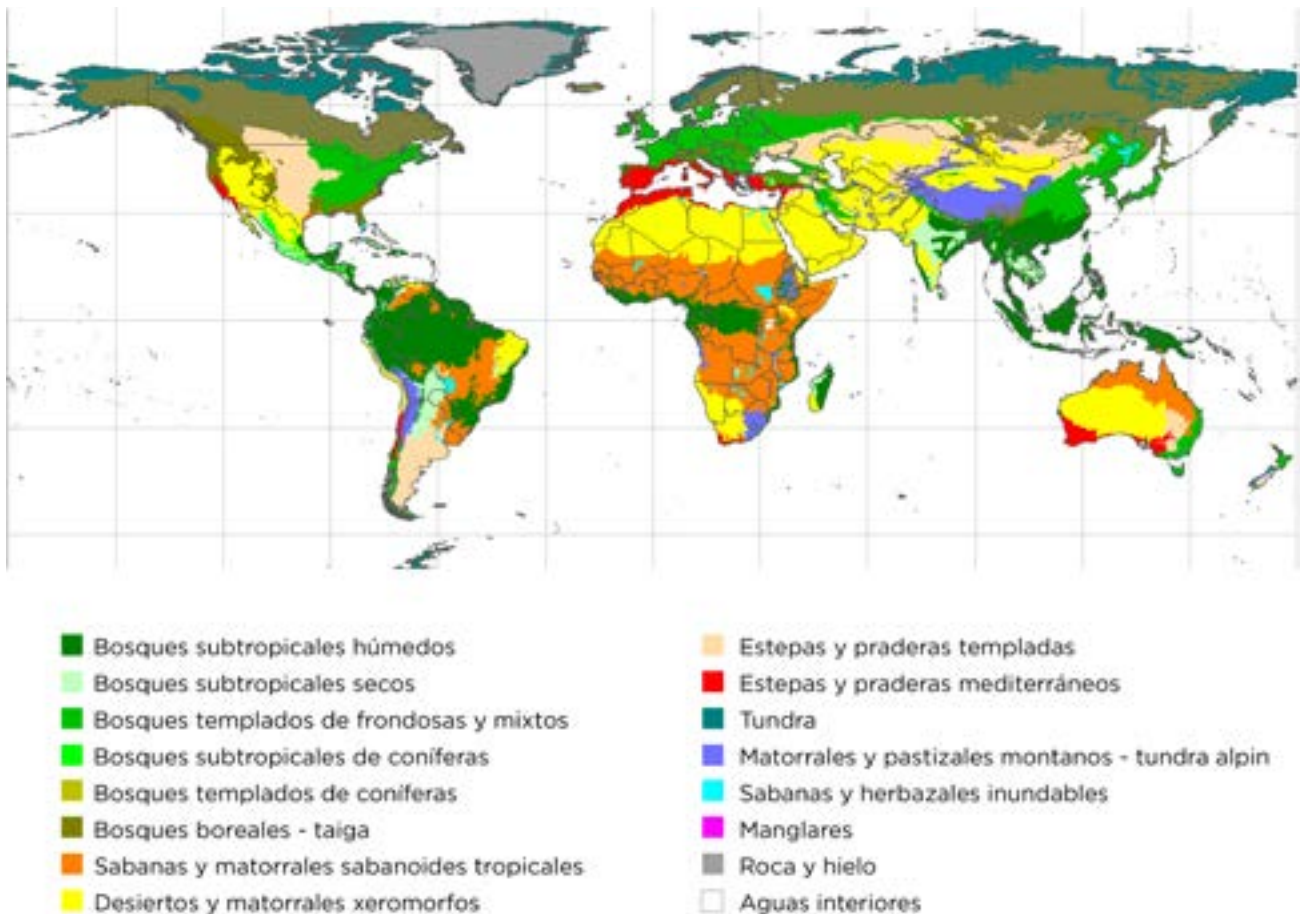 Bosques subtropicales húmedos
Bosques subtropicales secos
Bosques templados de frondosas y mixtos
Bosques subtropicales de coníferas
Bosques templados de coníferas
Bosques boreales - taiga
Sabanas y matorrales sabanoides tropicales
Desiertos y matorrales xeromorfos
Estepas y praderas templadas
Estepas y praderas mediterráneos
Tundra
Matorrales y pastizales montanos - tundra alpin
Sabanas y herbazales inundables
Manglares
Roca y hielo
Aguas interiores